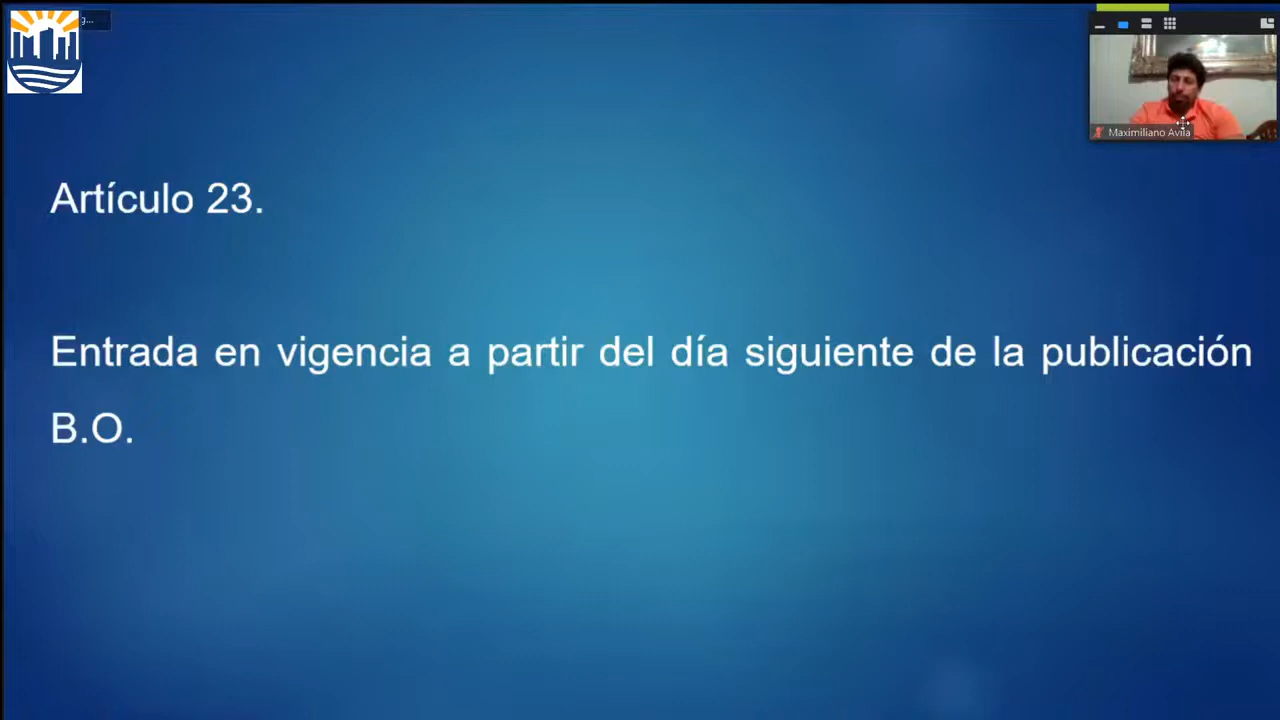 g...
Maximiliano Avila
Artículo 23.
Entrada en vigencia a partir del día siguiente de la publicación
B.O.